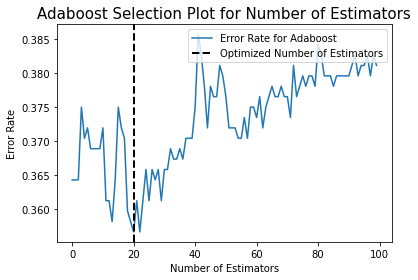 Adaboost Selection Plot for Number of Estimators
Error Rate for Adaboost
Optimized Number of Estimators
Error Rate
0.385
0.380
0.375
0.370
0.365
0.360
0 20 40 60 80 100
Number of Estimators